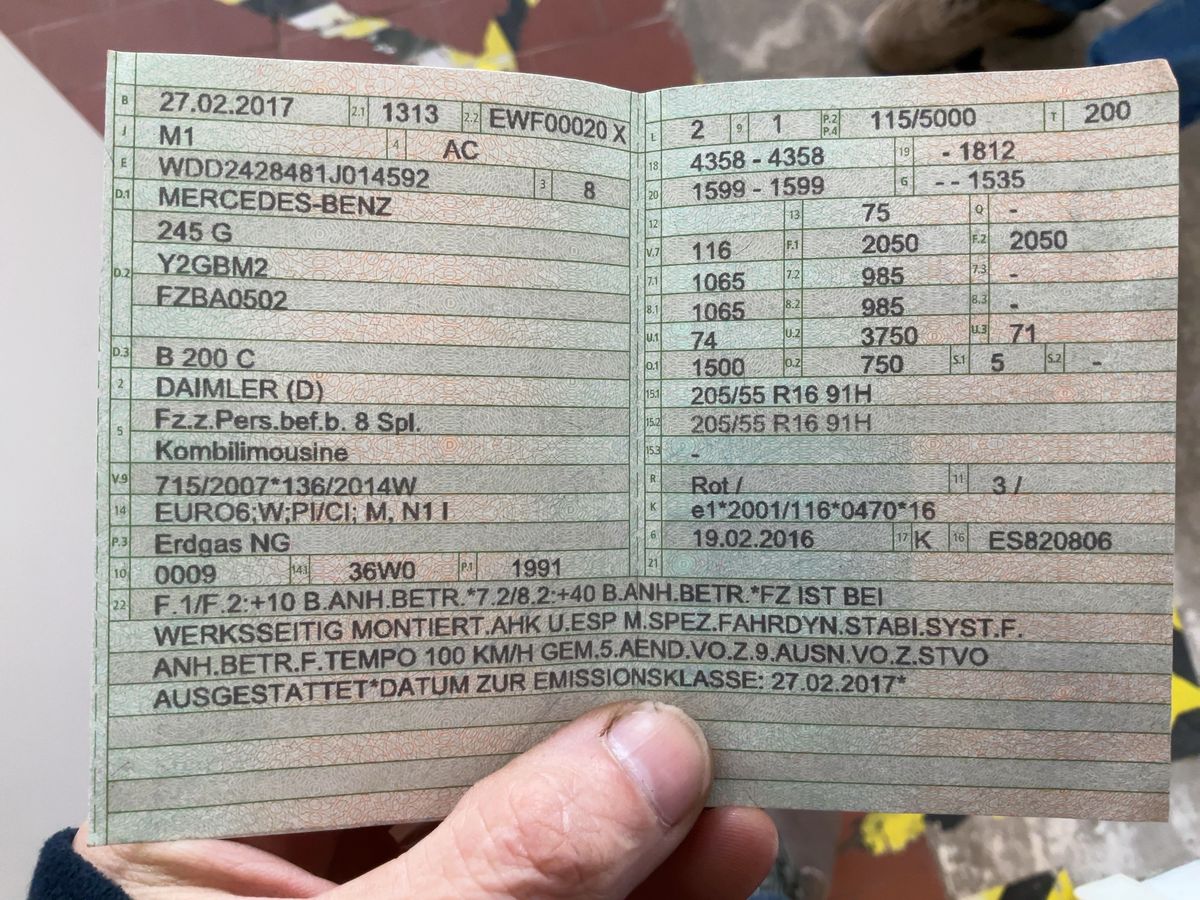 B 27.02.2017 2.1 1313 2.2 EWF00020 X
J M1 4 AC
E WDD2428481J014592 3 8
D.1 MERCEDES-BENZ
245 G
D.2 Y2GBM2
FZBA0502
D.3 B 200 C
2 DAIMLER (D)
5 Fz.z.Pers.bef.b. 8 Spl.
Kombilimousine
V.9 715/2007*136/2014W
14 EURO6;W;PI/CI; M, N1 I
P.3 Erdgas NG
10 0009 14.1 36W0 P.1 1991
L 2 9 1 P.2 P.4 115/5000 T 200
18 4358 - 4358 19 - 1812
20 1599 - 1599 G - - 1535
12 13 75 Q -
V.7 116 F.1 2050 F.2 2050
7.1 1065 7.2 985 7.3 -
8.1 1065 8.2 985 8.3 -
U.1 74 U.2 3750 U.3 71
O.1 1500 O.2 750 S.1 5 S.2 -
15.1 205/55 R16 91H
15.2 205/55 R16 91H
15.3 -
R Rot / 11 3 /
K e1*2001/116*0470*16
6 19.02.2016 17 K 16 ES820806
21
22 F.1/F.2:+10 B.ANH.BETR.*7.2/8.2:+40 B.ANH.BETR.*FZ IST BEI
WERKSSEITIG MONTIERT.AHK U.ESP M.SPEZ.FAHRDYN.STABI.SYST.F.
ANH.BETR.F.TEMPO 100 KM/H GEM.5.AEND.VO.Z.9.AUSN.VO.Z.STVO
AUSGESTATTET*DATUM ZUR EMISSIONSKLASSE: 27.02.2017*